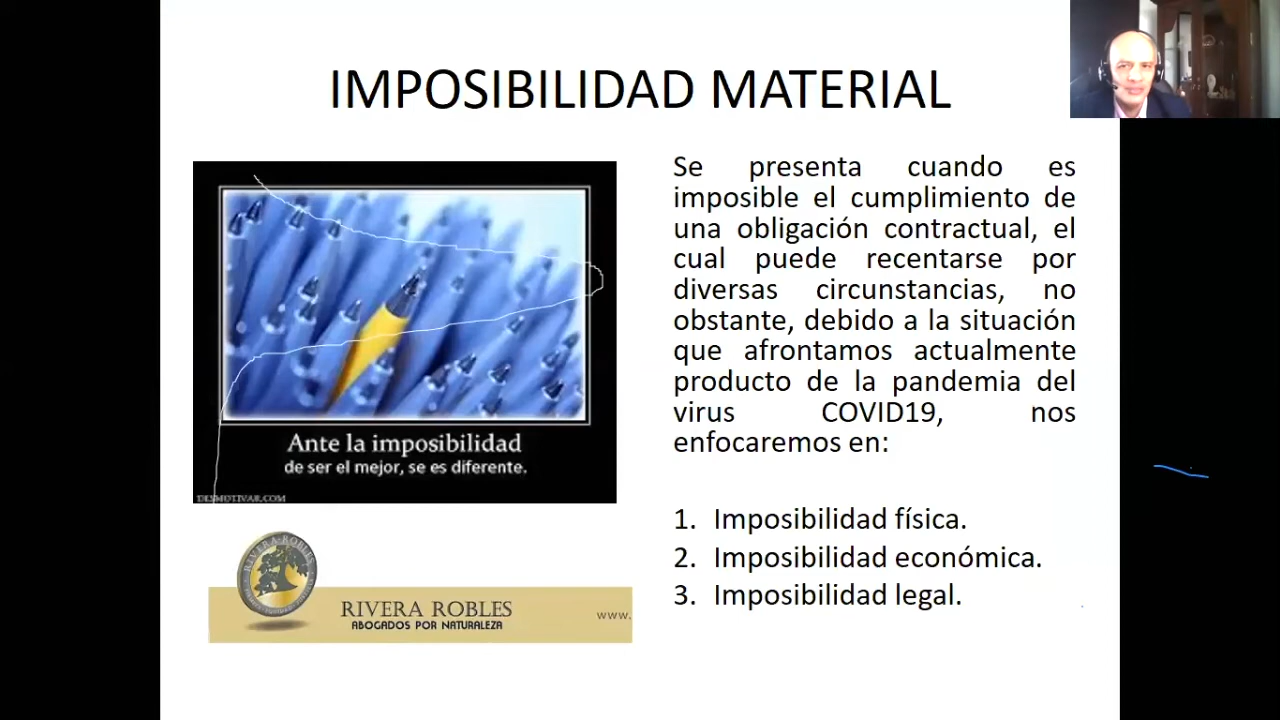 IMPOSIBILIDAD MATERIAL
Se presenta cuando es
imposible el cumplimiento de
una obligación contractual, el
cual puede recentarse por
diversas circunstancias, no
obstante, debido a la situación
que afrontamos actualmente
producto de la pandemia del
virus COVID19, nos
enfocaremos en:
1. Imposibilidad física.
2. Imposibilidad económica.
3. Imposibilidad legal.
Ante la imposibilidad
de ser el mejor, se es diferente.
DESMOTIVAR.COM
RIVERA ROBLES
RIVERA ROBLES
ABOGADOS POR NATURALEZA
www.